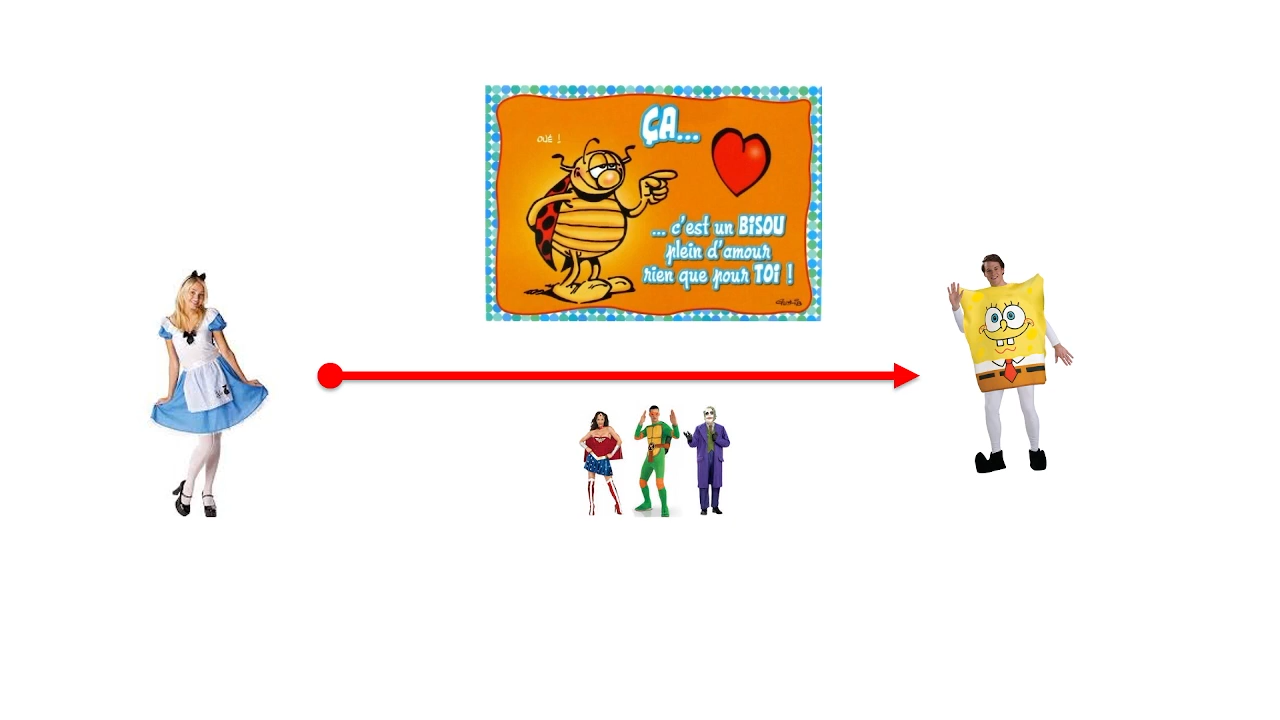 ÇA...
oué !
... c'est un BiSOU
plein d'amour
rien que pour TOi !